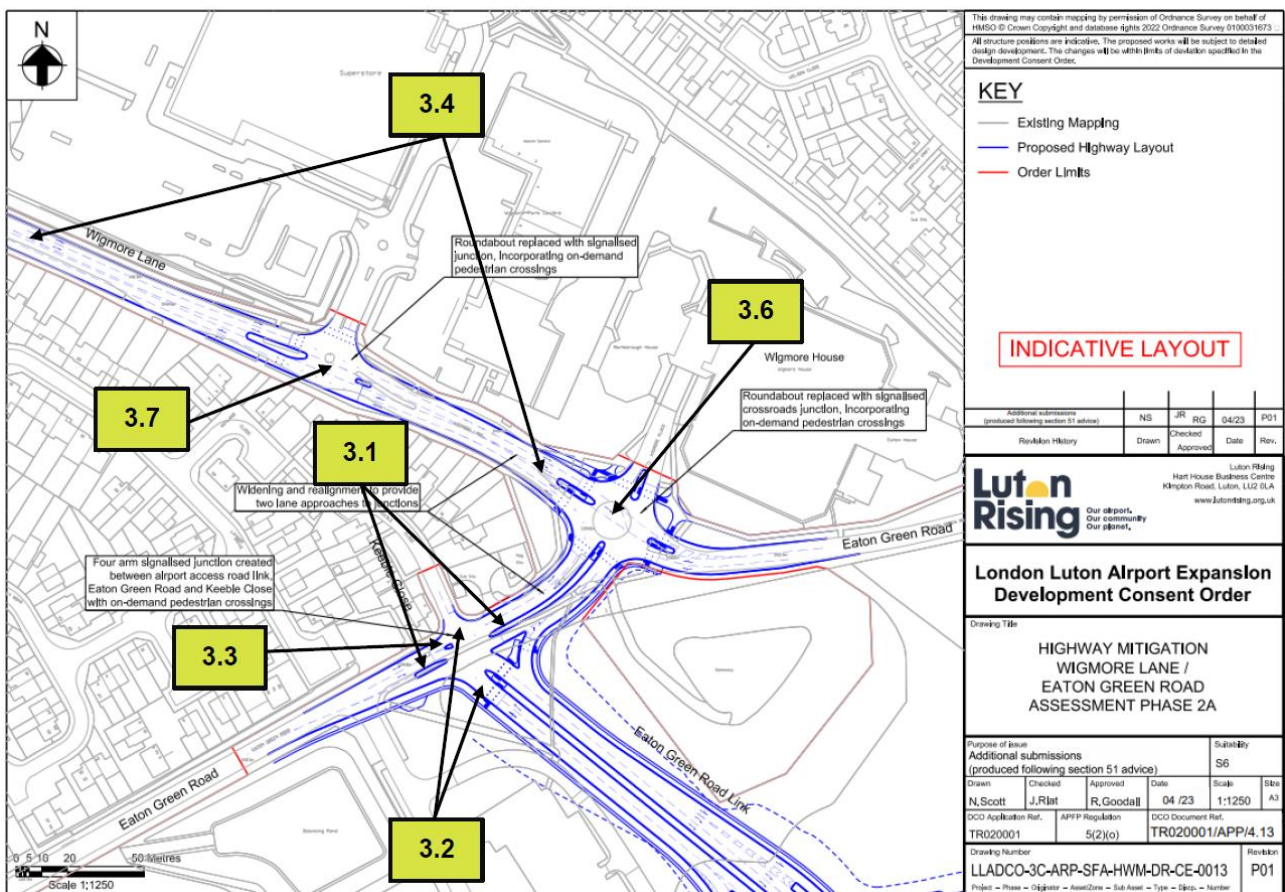 N
Superstore
3.4
Wigmore Lane
Roundabout replaced with signalised
junction, incorporating on-demand
pedestrian crossings
3.6
Wigmore House
Roundabout replaced with signalised
crossroads junction, incorporating
on-demand pedestrian crossings
3.7
3.1
Widening and realignment to provide
two lane approaches to junctions
Keeble Close
Eaton Green Road
Four arm signalised junction created
between airport access road link,
Eaton Green Road and Keeble Close
with on-demand pedestrian crossings
3.3
Eaton Green Road Link
EATON GREEN ROAD
Eaton Green Road
Balancing Pond
3.2
0 5 10 20 50 Metres
Scale 1:1250
This drawing may contain mapping by permission of Ordnance Survey on behalf of
HMSO © Crown Copyright and database rights 2022 Ordnance Survey 0100031673
All structure positions are indicative. The proposed works will be subject to detailed
design development. The changes will be within limits of deviation specified in the
Development Consent Order.
KEY
Existing Mapping
Proposed Highway Layout
Order Limits
INDICATIVE LAYOUT
Additional submissions
(produced following section 51 advice)
NS JR RG 04/23 P01
Revision History Drawn Checked Approved Date Rev.
Luton Rising
Our airport.
Our community
Our planet.
Luton Rising
Hart House Business Centre
Kimpton Road, Luton, LU2 0LA
www.lutonrising.org.uk
London Luton Airport Expansion
Development Consent Order
Drawing Title
HIGHWAY MITIGATION
WIGMORE LANE /
EATON GREEN ROAD
ASSESSMENT PHASE 2A
Purpose of issue Suitability
Additional submissions
(produced following section 51 advice) S6
Drawn Checked Approved Date Scale Size
N.Scott J.Riat R.Goodall 04 /23 1:1250 A3
DCO Application Ref. APFP Regulation DCO Document Ref.
TR020001 5(2)(o) TR020001/APP/4.13
Drawing Number Revision
LLADCO-3C-ARP-SFA-HWM-DR-CE-0013 P01
Project – Phase – Originator – Asset/Zone – Sub Asset – Type – Discp. – Number